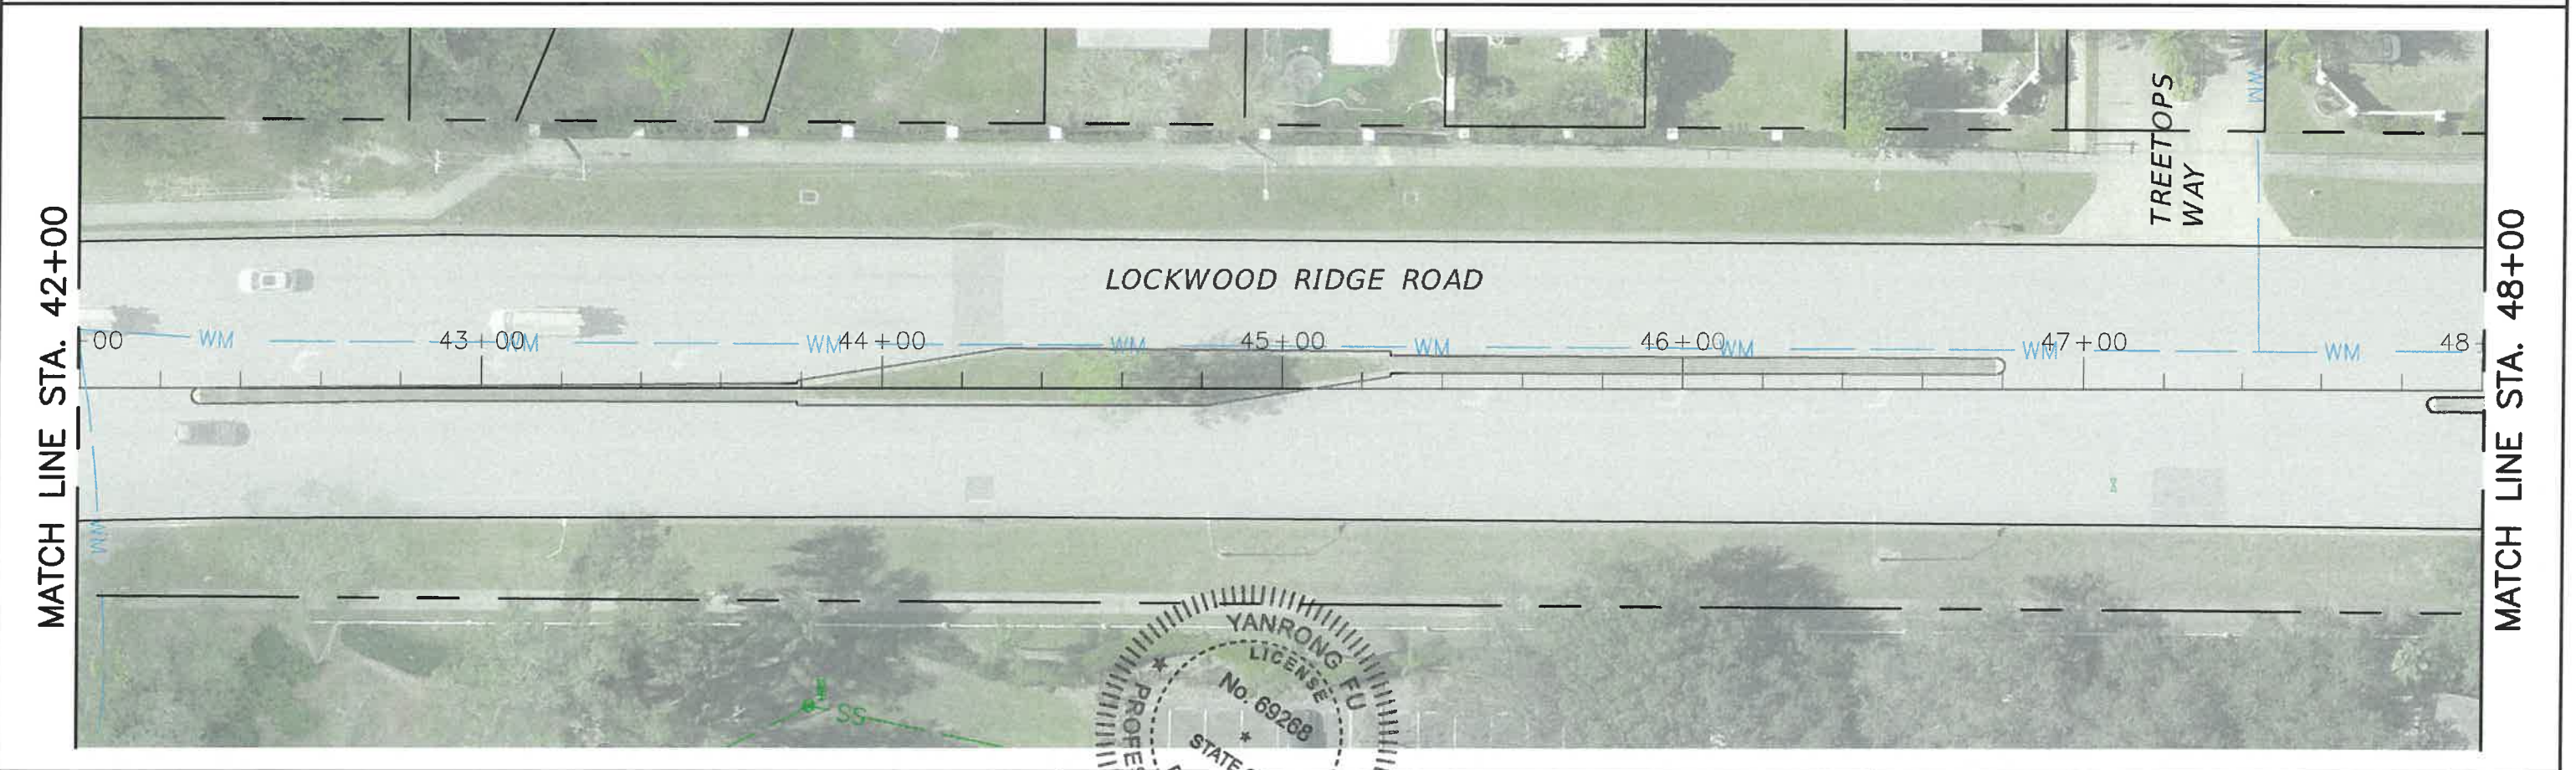 MATCH LINE STA. 42+00
TREETOPS
WAY
WM
LOCKWOOD RIDGE ROAD
00
WM
43+00
WM
WM
44+00
WM
45+00
WM
46+00
WM
WM
47+00
WM
48
WM
MATCH LINE STA. 48+00
SS
YANRONG FU
LICENSE
No. 69268
STATE